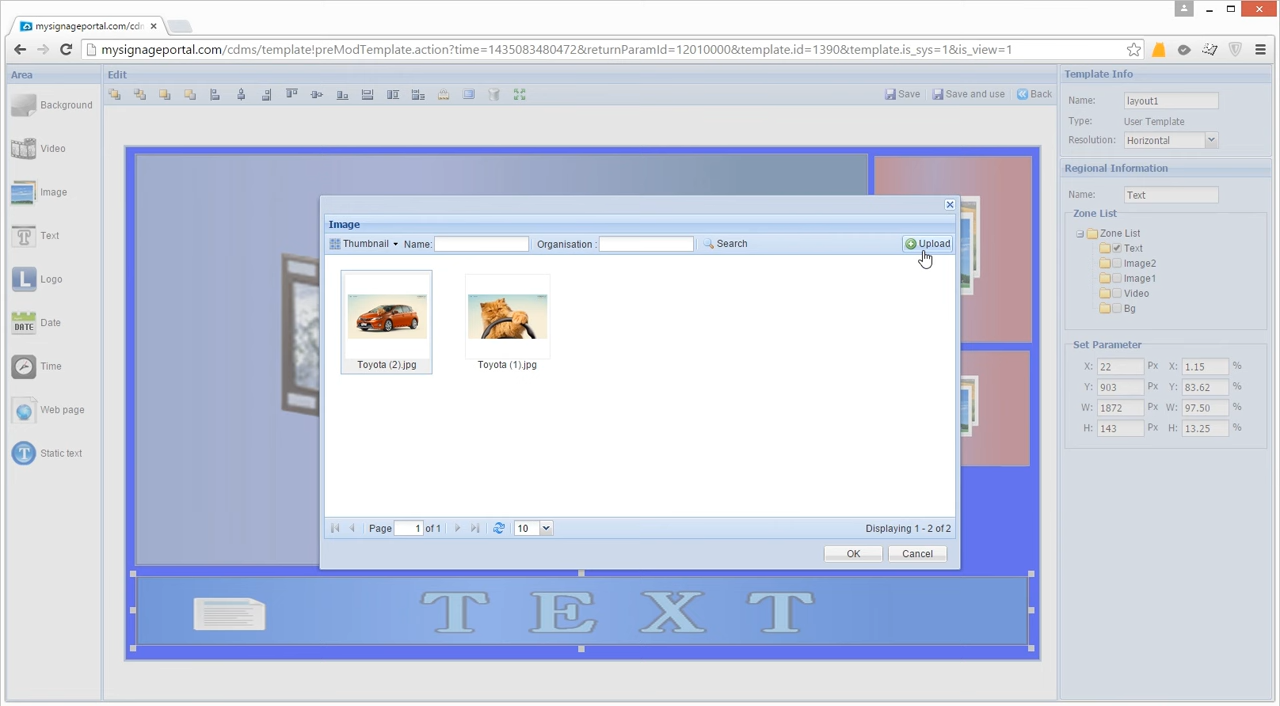 mysignageportal.com/cdm
mysignageportal.com/cdms/template!preModTemplate.action?time=1435083480472&returnParamId=12010000&template.id=1390&template.is_sys=1&is_view=1
Area
Edit
Template Info
Background
Video
Image
Text
Logo
DATE
Date
Time
Web page
T
Static text
Save
Save and use
Back
Name: layout1
Type: User Template
Resolution: Horizontal
Regional Information
Name: Text
Zone List
Zone List
Text
Image2
Image1
Video
Bg
Set Parameter
X: 22 Px X: 1.15 %
Y: 903 Px Y: 83.62 %
W: 1872 Px W: 97.50 %
H: 143 Px H: 13.25 %
Image
Thumbnail Name: Organisation : Search Upload
Toyota (2).jpg
Toyota (1).jpg
Page 1 of 1 10 Displaying 1 - 2 of 2
OK Cancel
TEXT